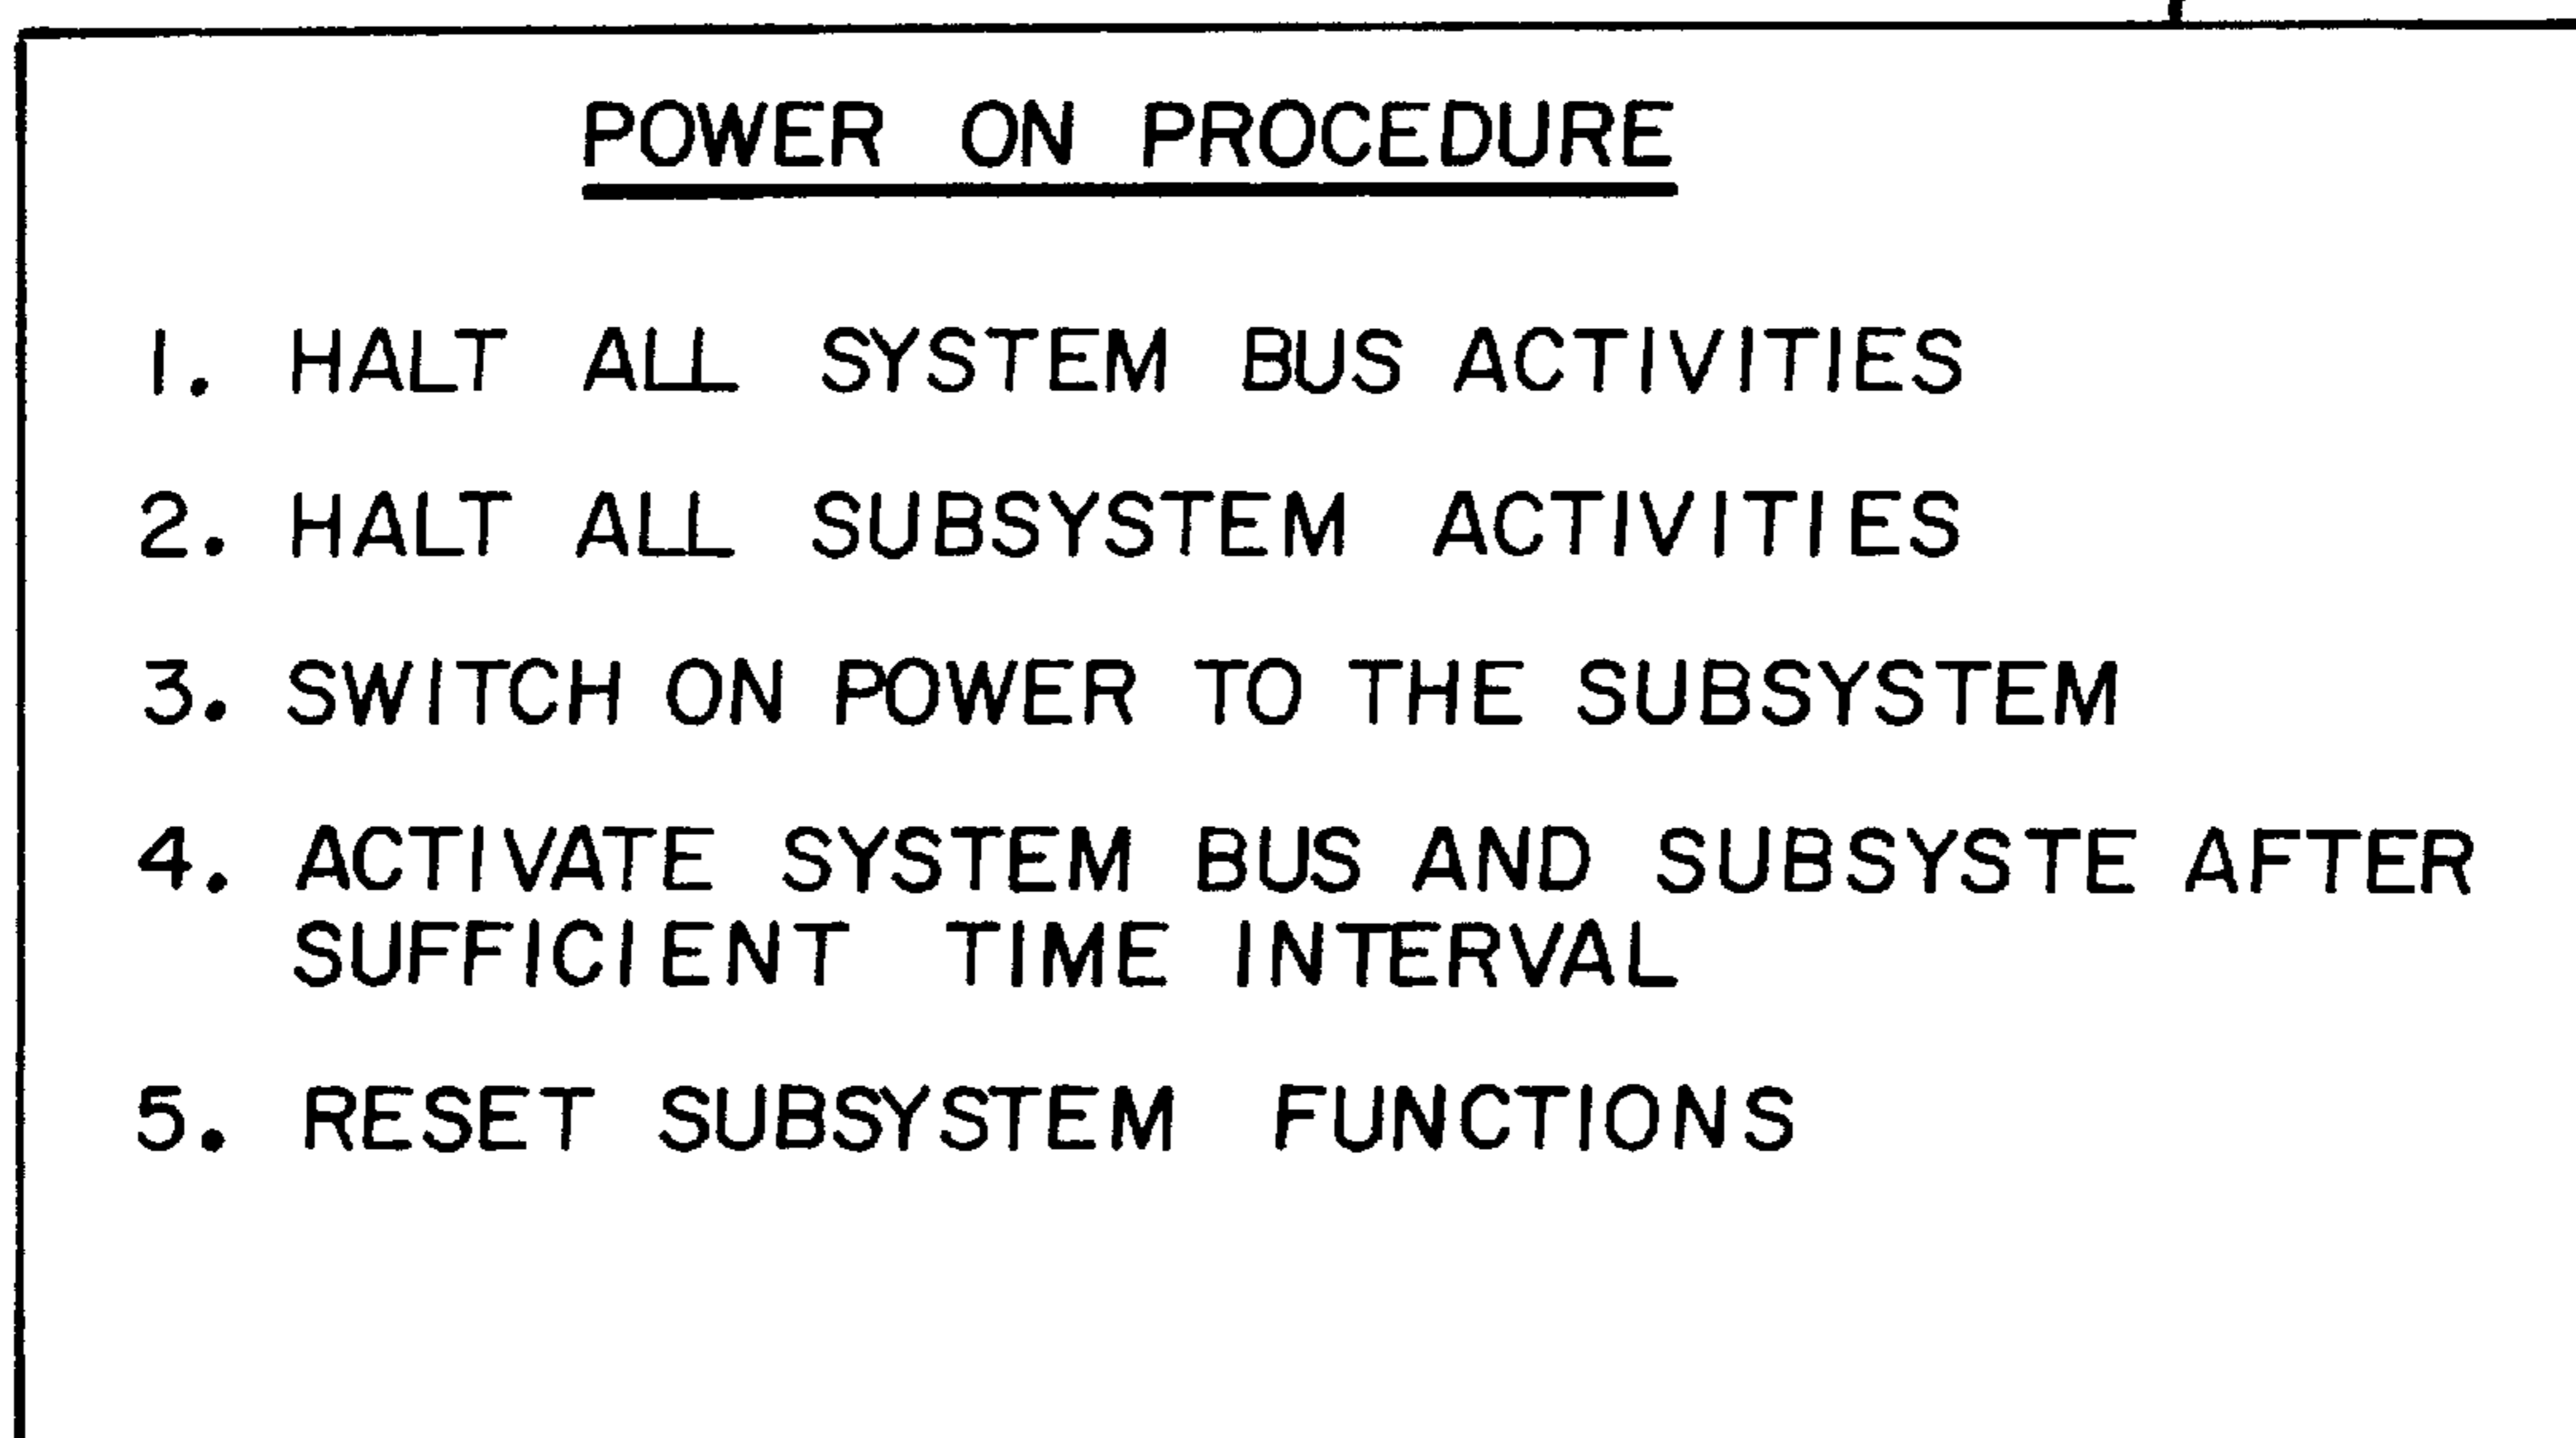 POWER ON PROCEDURE
1. HALT ALL SYSTEM BUS ACTIVITIES
2. HALT ALL SUBSYSTEM ACTIVITIES
3. SWITCH ON POWER TO THE SUBSYSTEM
4. ACTIVATE SYSTEM BUS AND SUBSYSTE AFTER
SUFFICIENT TIME INTERVAL
5. RESET SUBSYSTEM FUNCTIONS